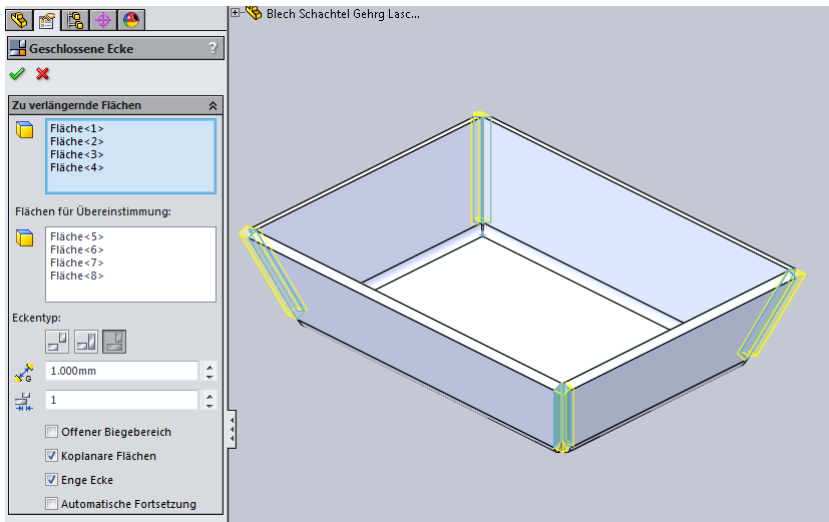 Blech Schachtel Gehrg Lasc...
Geschlossene Ecke ?
Zu verlängernde Flächen
Fläche<1>
Fläche<2>
Fläche<3>
Fläche<4>
Flächen für Übereinstimmung:
Fläche<5>
Fläche<6>
Fläche<7>
Fläche<8>
Eckentyp:
G 1.000mm
1
Offener Biegebereich
Koplanare Flächen
Enge Ecke
Automatische Fortsetzung